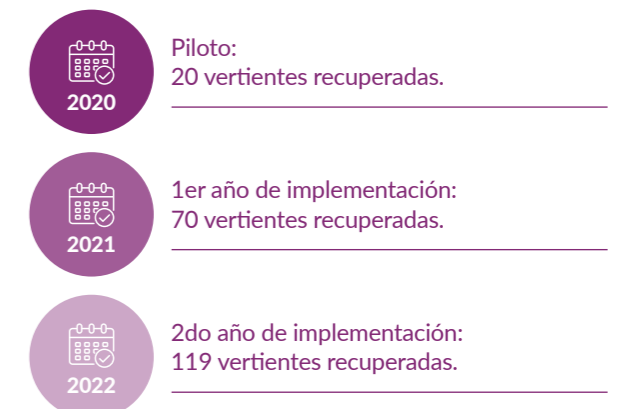 2020
Piloto:
20 vertientes recuperadas.
2021
1er año de implementación:
70 vertientes recuperadas.
2022
2do año de implementación:
119 vertientes recuperadas.